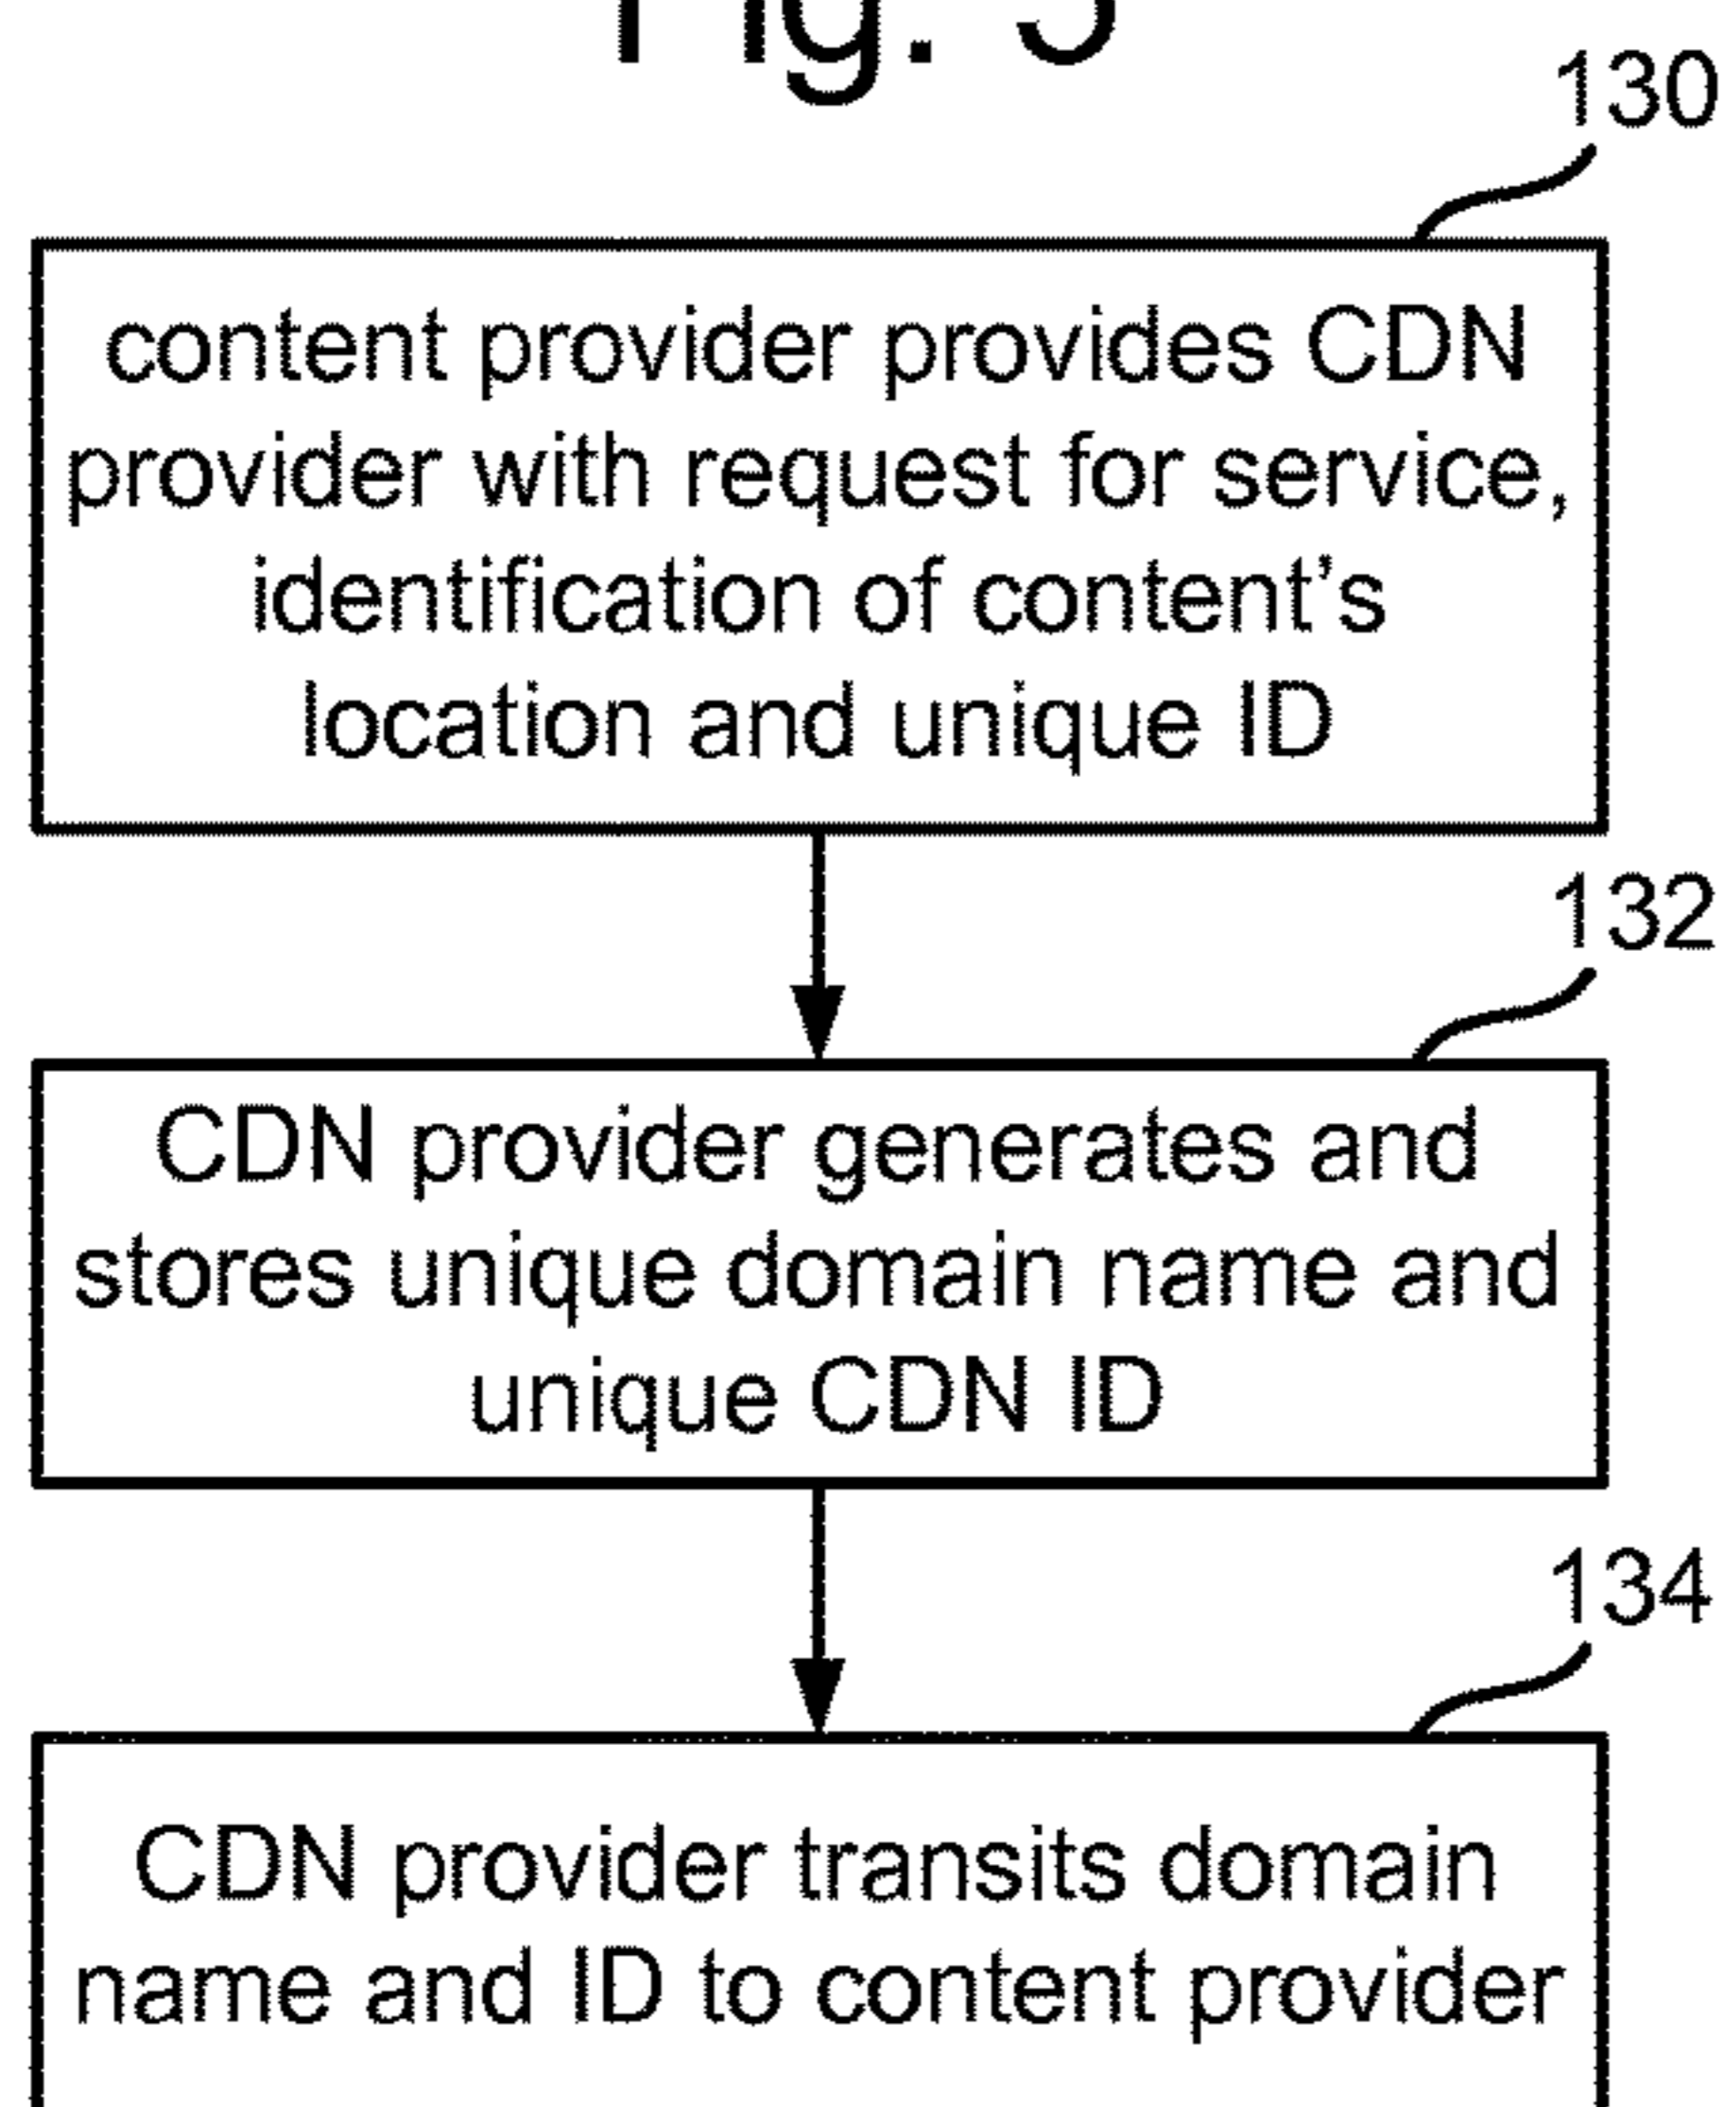 Fig.
130
content provider provides CDN
provider with request for service,
identification of content’s
location and unique ID
132
CDN provider generates and
stores unique domain name and
unique CDN ID
134
CDN provider transits domain
name and ID to content provider